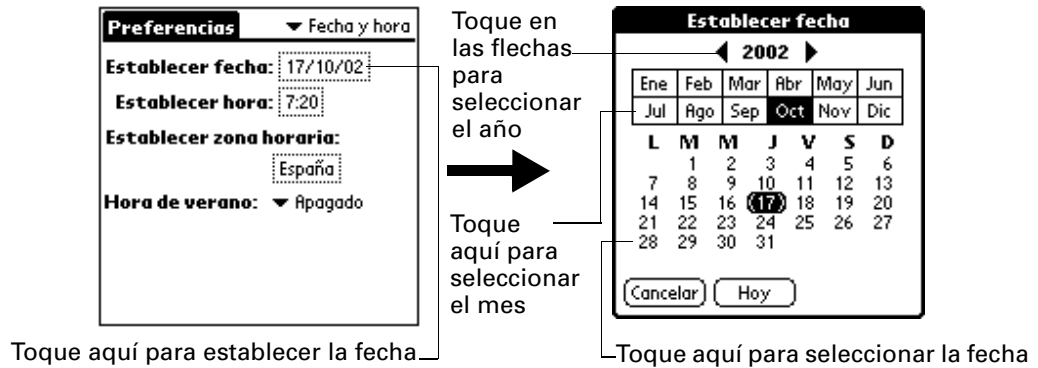 Preferencias
Fecha y hora
Establecer fecha: 17/10/02
Establecer hora: 7:20
Establecer zona horaria:
España
Hora de verano: Apagado
Toque aquí para establecer la fecha
Toque en
las flechas
para
seleccionar
el año
Toque
aquí para
seleccionar
el mes
Establecer fecha
2002
Ene Feb Mar Abr May Jun
Jul Ago Sep Oct Nov Dic
L M M J V S D
1 2 3 4 5 6
7 8 9 10 11 12 13
14 15 16 17 18 19 20
21 22 23 24 25 26 27
28 29 30 31
Cancelar Hoy
Toque aquí para seleccionar la fecha